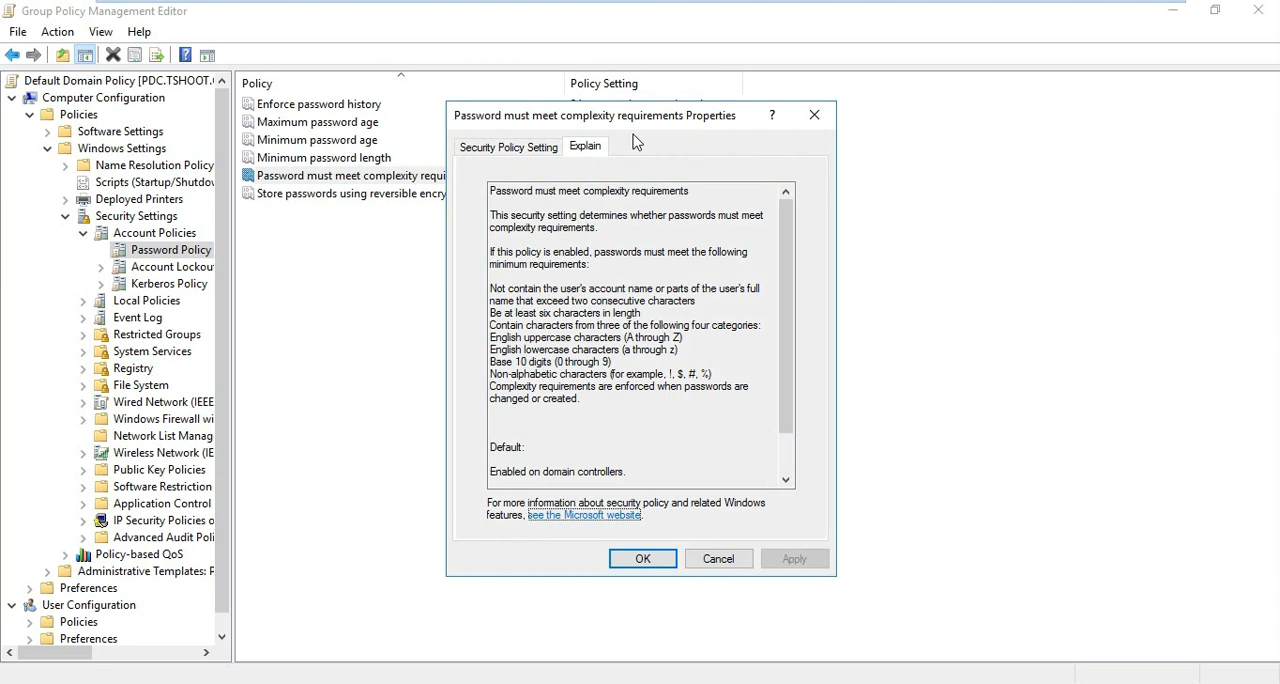 Group Policy Management Editor
File Action View Help
Default Domain Policy [PDC.TSHOOT.
Computer Configuration
Policies
Software Settings
Windows Settings
Name Resolution Policy
Scripts (Startup/Shutdov
Deployed Printers
Security Settings
Account Policies
Password Policy
Account Lockou
Kerberos Policy
Local Policies
Event Log
Restricted Groups
System Services
Registry
File System
Wired Network (IEEE
Windows Firewall wi
Network List Manag
Wireless Network (IE
Public Key Policies
Software Restriction
Application Control
IP Security Policies o
Advanced Audit Poli
Policy-based QoS
Administrative Templates: P
Preferences
User Configuration
Policies
Preferences
Policy Policy Setting
Enforce password history
Maximum password age
Minimum password age
Minimum password length
Password must meet complexity requi
Store passwords using reversible encry
Password must meet complexity requirements Properties ?
Security Policy Setting Explain
Password must meet complexity requirements
This security setting determines whether passwords must meet
complexity requirements.
If this policy is enabled, passwords must meet the following
minimum requirements:
Not contain the user's account name or parts of the user's full
name that exceed two consecutive characters
Be at least six characters in length
Contain characters from three of the following four categories:
English uppercase characters (A through Z)
English lowercase characters (a through z)
Base 10 digits (0 through 9)
Non-alphabetic characters (for example, !, $, #, %)
Complexity requirements are enforced when passwords are
changed or created.
Default:
Enabled on domain controllers.
For more information about security policy and related Windows
features, see the Microsoft website.
OK Cancel Apply